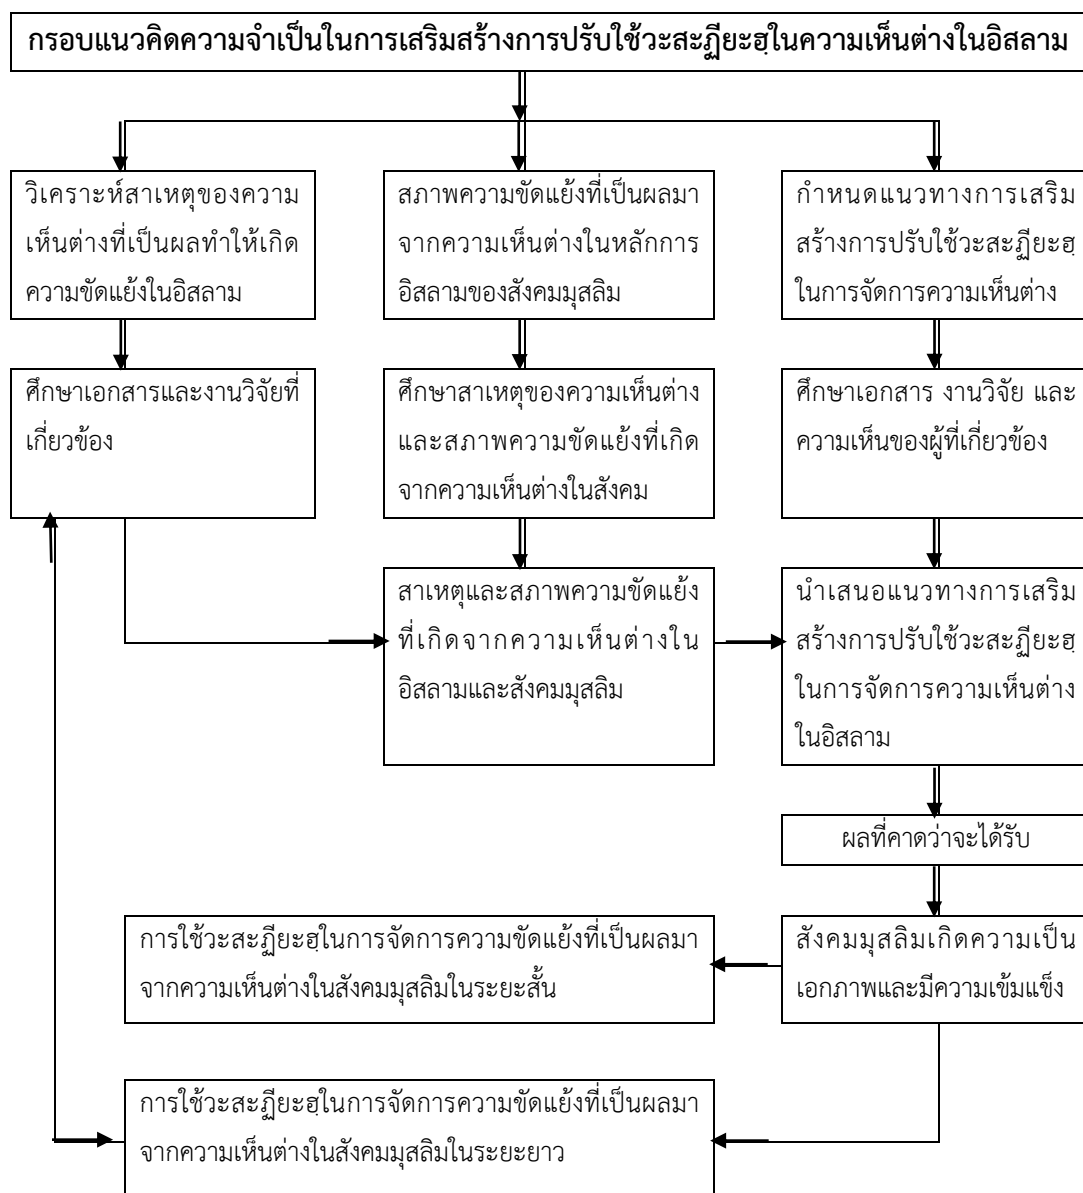 กรอบแนวคิดความจำเป็นในการเสริมสร้างการปรับใช้วะสะฏียะฮฺในความเห็นต่างในอิสลาม
วิเคราะห์สาเหตุของความ
เห็นต่างที่เป็นผลทำให้เกิด
ความขัดแย้งในอิสลาม
สภาพความขัดแย้งที่เป็นผลมา
จากความเห็นต่างในหลักการ
อิสลามของสังคมมุสลิม
กำหนดแนวทางการเสริม
สร้างการปรับใช้วะสะฏียะฮฺ
ในการจัดการความเห็นต่าง
ศึกษาเอกสารและงานวิจัยที่
เกี่ยวข้อง
ศึกษาสาเหตุของความเห็นต่าง
และสภาพความขัดแย้งที่เกิด
จากความเห็นต่างในสังคม
ศึกษาเอกสาร งานวิจัย และ
ความเห็นของผู้ที่เกี่ยวข้อง
สาเหตุและสภาพความขัดแย้ง
ที่เกิดจากความเห็นต่างใน
อิสลามและสังคมมุสลิม
นำเสนอแนวทางการเสริม
สร้างการปรับใช้วะสะฏียะฮฺ
ในการจัดการความเห็นต่าง
ในอิสลาม
ผลที่คาดว่าจะได้รับ
สังคมมุสลิมเกิดความเป็น
เอกภาพและมีความเข้มแข็ง
การใช้วะสะฏียะฮฺในการจัดการความขัดแย้งที่เป็นผลมา
จากความเห็นต่างในสังคมมุสลิมในระยะสั้น
การใช้วะสะฏียะฮฺในการจัดการความขัดแย้งที่เป็นผลมา
จากความเห็นต่างในสังคมมุสลิมในระยะยาว